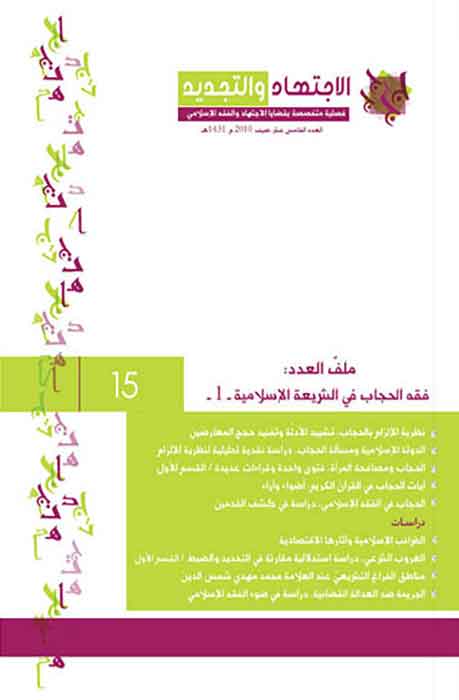 الاجتهاد والتجديد
فصلية متخصصة بقضايا الاجتهاد والفقه الإسلامي
العدد الخامس عشر صيف 2010 م 1431 هـ
ملفّ العدد:
15
فقه الحجاب في الشريعة الإسلامية ـ 1 ـ
نظرية الإلزام بالحجاب، تشييد الأدلة وتفنيد حجج المعارضين
الدولة الإسلامية ومسألة الحجاب، دراسة نقدية تحليلية لنظرية الإلزام
الحجاب ومصافحة المرأة، فتوى واحدة وقراءات عديدة / القسم الأول
آيات الحجاب في القرآن الكريم، أضواء وآراء
الحجاب في الفقه الإسلامي، دراسة في كشف القدمين
دراسات
الضرائب الإسلامية وآثارها الاقتصادية
الغروب الشرعي، دراسة استدلالية مقارنة في التحديد والضبط / القسم الأول
مناطق الفراغ التشريعي عند العلامة محمد مهدي شمس الدين
الجريمة ضد العدالة القضائية، دراسة في ضوء الفقه الإسلامي